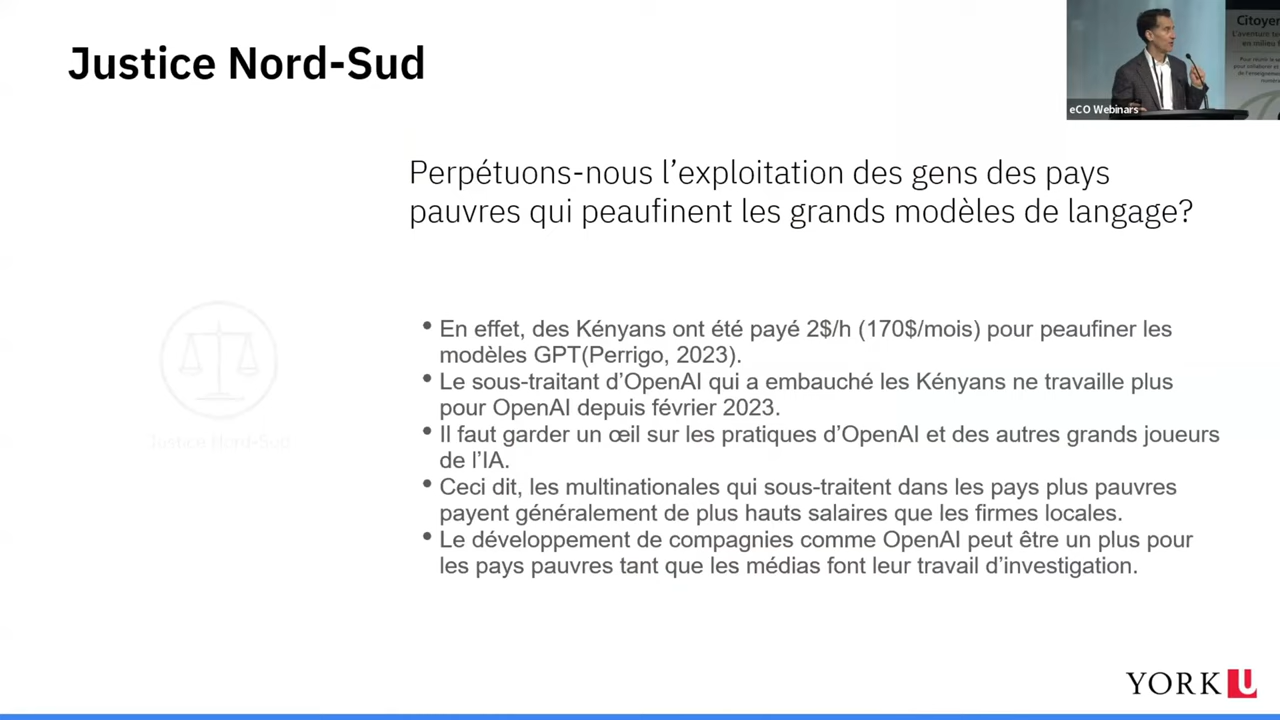 Justice Nord-Sud
eCO Webinars
Citoyen
L'aventure
en milieu
Perpétuons-nous l'exploitation des gens des pays
pauvres qui peaufinent les grands modèles de langage?
Justice Nord-Sud
• En effet, des Kényans ont été payé 2$/h (170$/mois) pour peaufiner les
modèles GPT(Perrigo, 2023).
• Le sous-traitant d'OpenAI qui a embauché les Kényans ne travaille plus
pour OpenAI depuis février 2023.
• Il faut garder un œil sur les pratiques d'OpenAI et des autres grands joueurs
de l'IA.
• Ceci dit, les multinationales qui sous-traitent dans les pays plus pauvres
payent généralement de plus hauts salaires que les firmes locales.
• Le développement de compagnies comme OpenAI peut être un plus pour
les pays pauvres tant que les médias font leur travail d'investigation.
YORK U